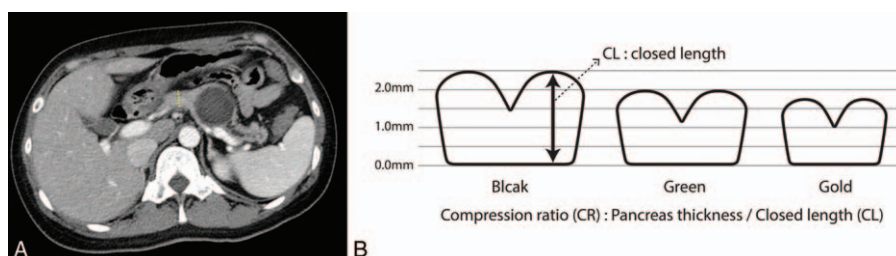 A
B
CL : closed length
2.0mm
1.0mm
0.0mm
Blcak
Green
Gold
Compression ratio (CR) : Pancreas thickness / Closed length (CL)